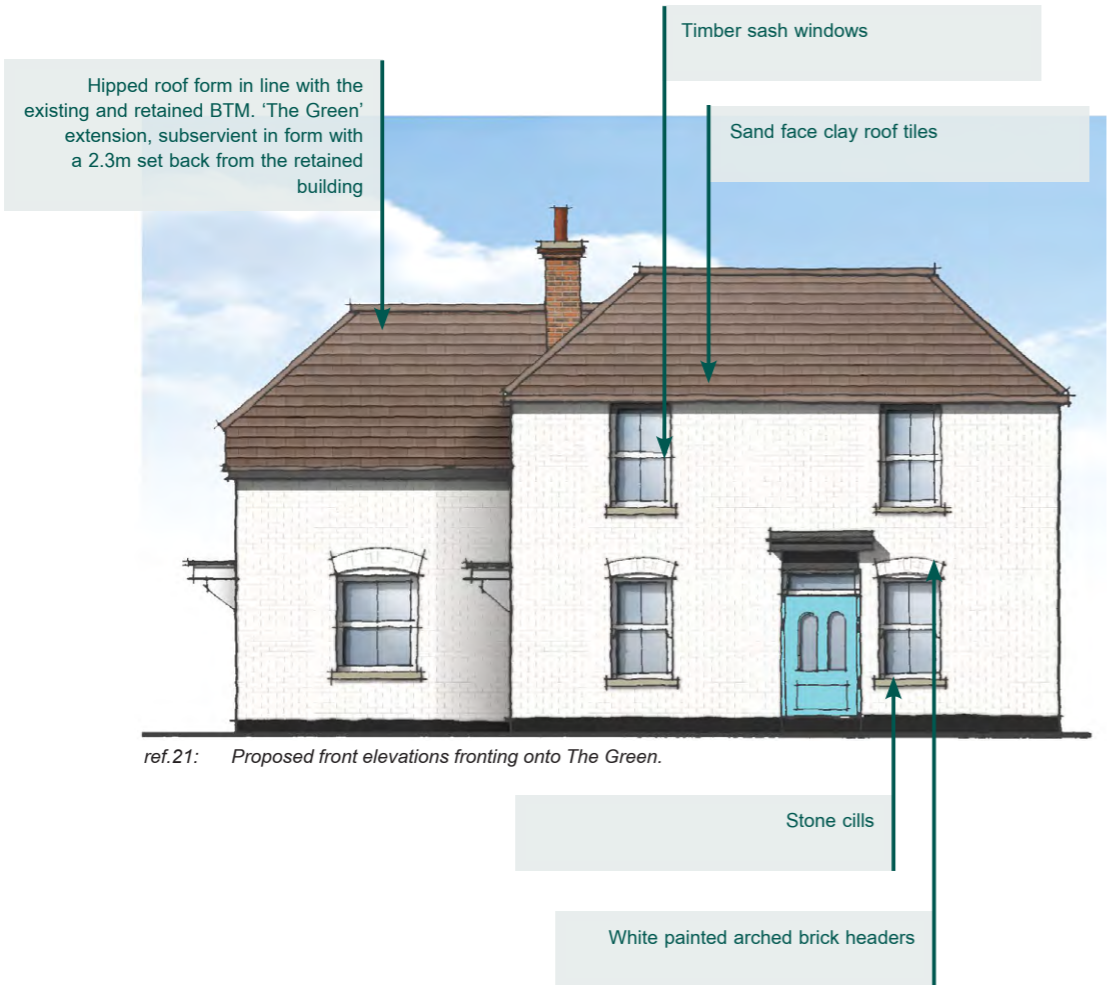 Timber sash windows
Hipped roof form in line with the
existing and retained BTM. ‘The Green’
extension, subservient in form with
a 2.3m set back from the retained
building
Sand face clay roof tiles
ref.21: Proposed front elevations fronting onto The Green.
Stone cills
White painted arched brick headers